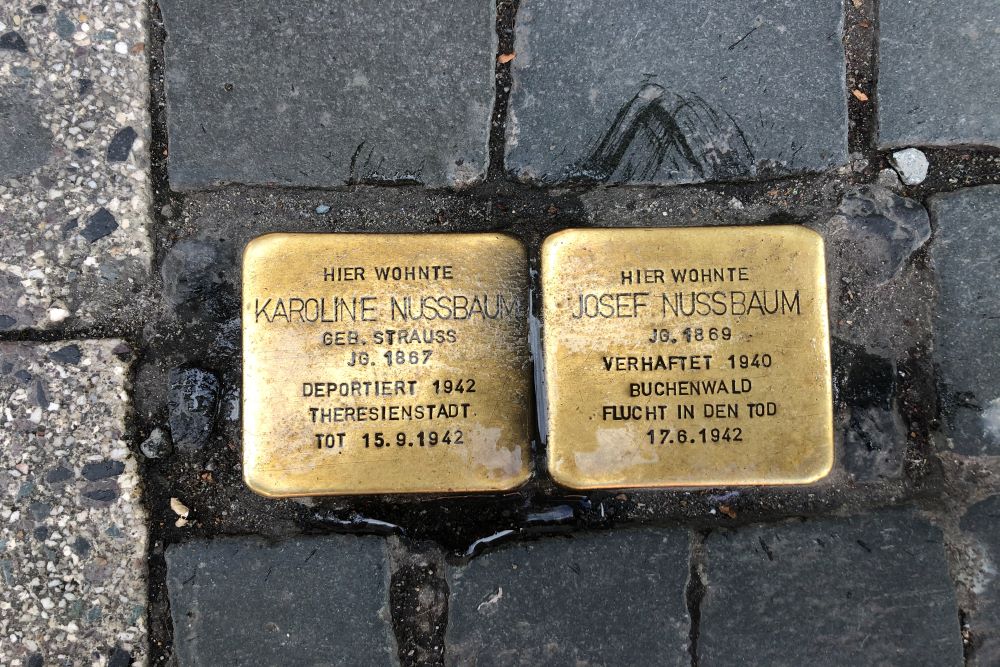 HIER WOHNTE
KAROLINE NUSSBAUM
GEB. STRAUSS
JG. 1867
DEPORTIERT 1942
THERESIENSTADT
TOT 15.9.1942
HIER WOHNTE
JOSEF NUSSBAUM
JG. 1869
VERHAFTET 1940
BUCHENWALD
FLUCHT IN DEN TOD
17.6.1942